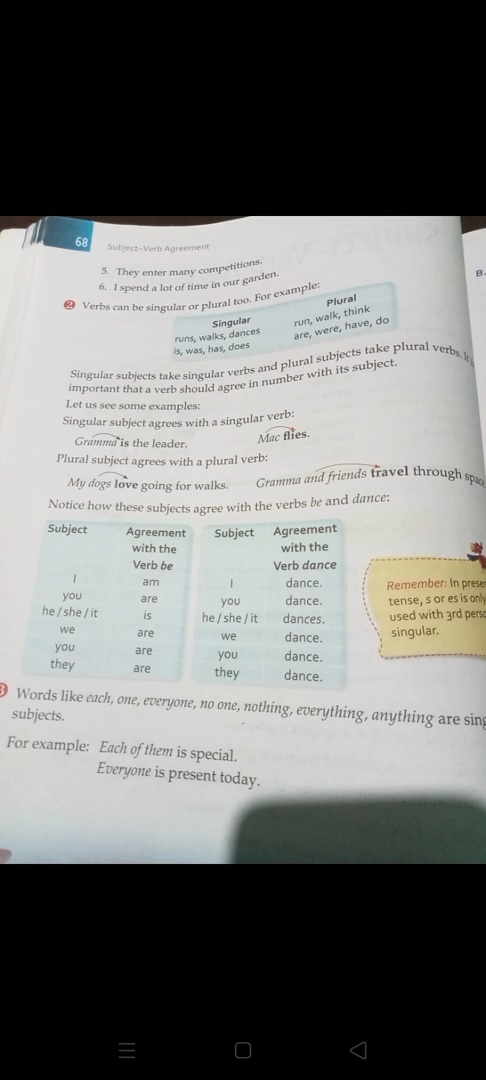 68
Subject–Verb Agreement
5. They enter many competitions.
6. I spend a lot of time in our garden.
2 Verbs can be singular or plural too. For example:
Singular Plural
runs, walks, dances run, walk, think
is, was, has, does are, were, have, do
Singular subjects take singular verbs and plural subjects take plural verbs.
important that a verb should agree in number with its subject.
Let us see some examples:
Singular subject agrees with a singular verb:
Gramma is the leader. Mac flies.
Plural subject agrees with a plural verb:
My dogs love going for walks. Gramma and friends travel through space
Notice how these subjects agree with the verbs be and dance:
Subject Agreement Subject Agreement
with the with the
Verb be Verb dance
I am I dance.
you are you dance.
he / she / it is he / she / it dances.
we are we dance.
you are you dance.
they are they dance.
Remember: In
tense, s or es is only
used with 3rd
singular.
3 Words like each, one, everyone, no one, nothing, everything, anything are
subjects.
For example: Each of them is special.
Everyone is present today.
B.